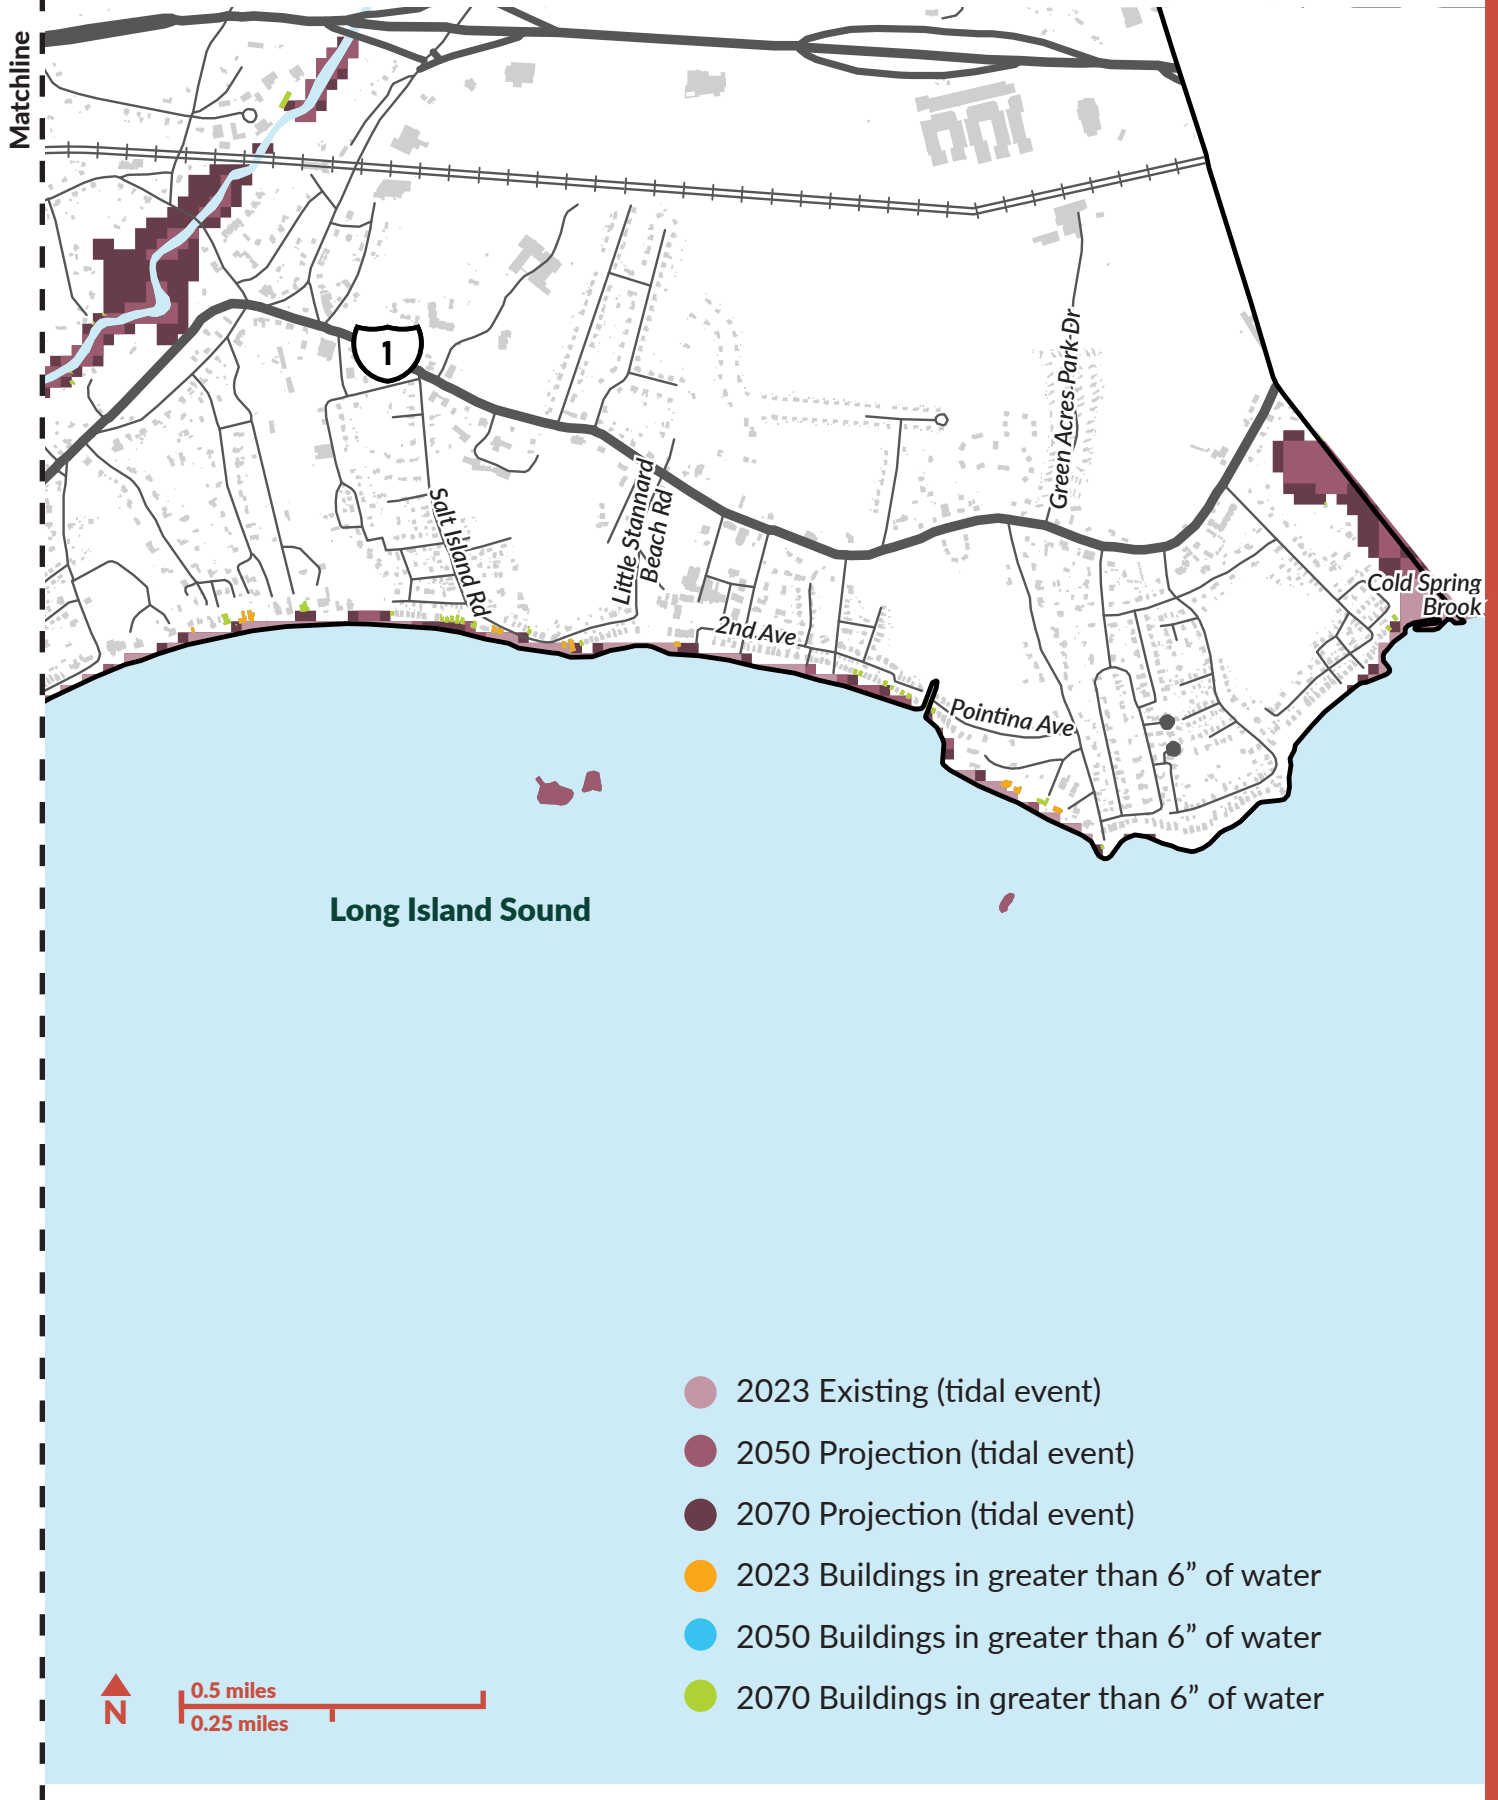 Matchline
1
Green Acres Park Dr
Salt Island Rd
Little Stannard
Beach Rd
2nd Ave
Pointina Ave
Cold Spring
Brook
Long Island Sound
2023 Existing (tidal event)
2050 Projection (tidal event)
2070 Projection (tidal event)
2023 Buildings in greater than 6” of water
2050 Buildings in greater than 6” of water
2070 Buildings in greater than 6” of water
N
0.5 miles
0.25 miles